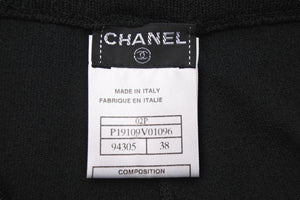 CHANEL
MADE IN ITALY
FABRIQUE EN ITALIE
02P
P19109V01096
94305 38
COMPOSITION